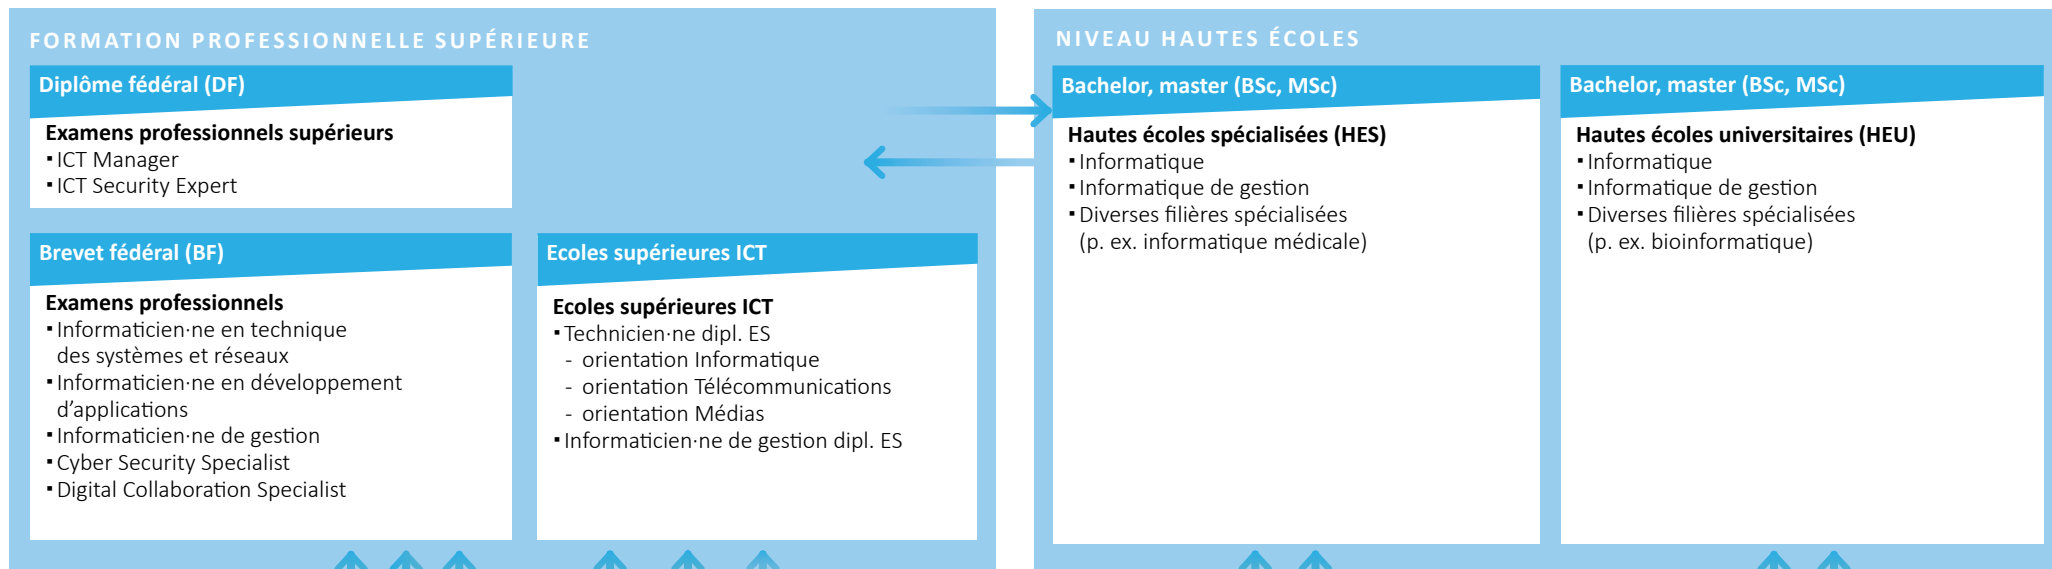 FORMATION PROFESSIONNELLE SUPÉRIEURE
Diplôme fédéral (DF)
Examens professionnels supérieurs
▪ ICT Manager
▪ ICT Security Expert
Brevet fédéral (BF)
Examens professionnels
▪ Informaticien·ne en technique
des systèmes et réseaux
▪ Informaticien·ne en développement
d’applications
▪ Informaticien·ne de gestion
▪ Cyber Security Specialist
▪ Digital Collaboration Specialist
Ecoles supérieures ICT
Ecoles supérieures ICT
▪ Technicien·ne dipl. ES
- orientation Informatique
- orientation Télécommunications
- orientation Médias
▪ Informaticien·ne de gestion dipl. ES
NIVEAU HAUTES ÉCOLES
Bachelor, master (BSc, MSc)
Hautes écoles spécialisées (HES)
▪ Informatique
▪ Informatique de gestion
▪ Diverses filières spécialisées
(p. ex. informatique médicale)
Bachelor, master (BSc, MSc)
Hautes écoles universitaires (HEU)
▪ Informatique
▪ Informatique de gestion
▪ Diverses filières spécialisées
(p. ex. bioinformatique)